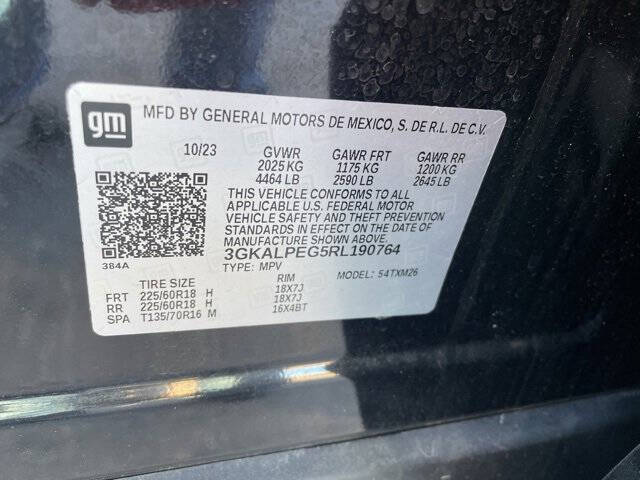 gm
MFD BY GENERAL MOTORS DE MEXICO, S. DE R.L. DE C.V.
10/23 GVWR GAWR FRT GAWR RR
2025 KG 1175 KG 1200 KG
4464 LB 2590 LB 2645 LB
THIS VEHICLE CONFORMS TO ALL
APPLICABLE U.S. FEDERAL MOTOR
VEHICLE SAFETY AND THEFT PREVENTION
STANDARDS IN EFFECT ON THE DATE OF
MANUFACTURE SHOWN ABOVE.
384A
3GKALPEG5RL190764
TYPE: MPV MODEL: 54TXM26
TIRE SIZE RIM
FRT 225/60R18 H 18X7J
RR 225/60R18 H 18X7J
SPA T135/70R16 M 16X4BT